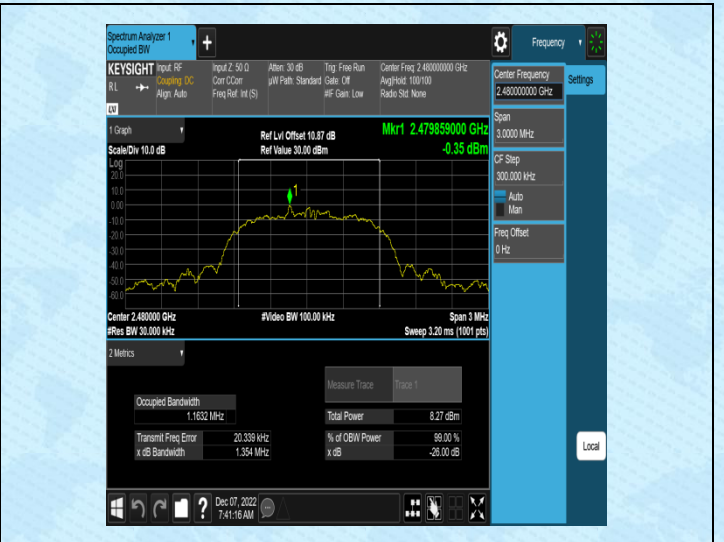 Spectrum Analyzer 1
Occupied BW
+
Frequency
KEYSIGHT
R L
LXI
Input: RF
Coupling: DC
Align: Auto
Input Z: 50 Ω
Corr CCorr
Freq Ref: Int (S)
Atten: 30 dB
µW Path: Standard
Trig: Free Run
Gate: Off
#IF Gain: Low
Center Freq: 2.480000000 GHz
Avg|Hold: 100/100
Radio Std: None
Center Frequency
2.480000000 GHz
Settings
Span
3.0000 MHz
CF Step
300.000 kHz
Auto
Man
Freq Offset
0 Hz
Local
1 Graph
Scale/Div 10.0 dB
Ref Lvl Offset 10.87 dB
Ref Value 30.00 dBm
Mkr1 2.479859000 GHz
-0.35 dBm
Log
20.0
10.0
0.00
-10.0
-20.0
-30.0
-40.0
-50.0
-60.0
1
Center 2.480000 GHz
#Res BW 30.000 kHz
#Video BW 100.00 kHz
Span 3 MHz
Sweep 3.20 ms (1001 pts)
2 Metrics
Measure Trace
Trace 1
Occupied Bandwidth
1.1632 MHz
Total Power
8.27 dBm
Transmit Freq Error
20.339 kHz
% of OBW Power
99.00 %
x dB Bandwidth
1.354 MHz
x dB
-26.00 dB
?
Dec 07, 2022
7:41:16 AM